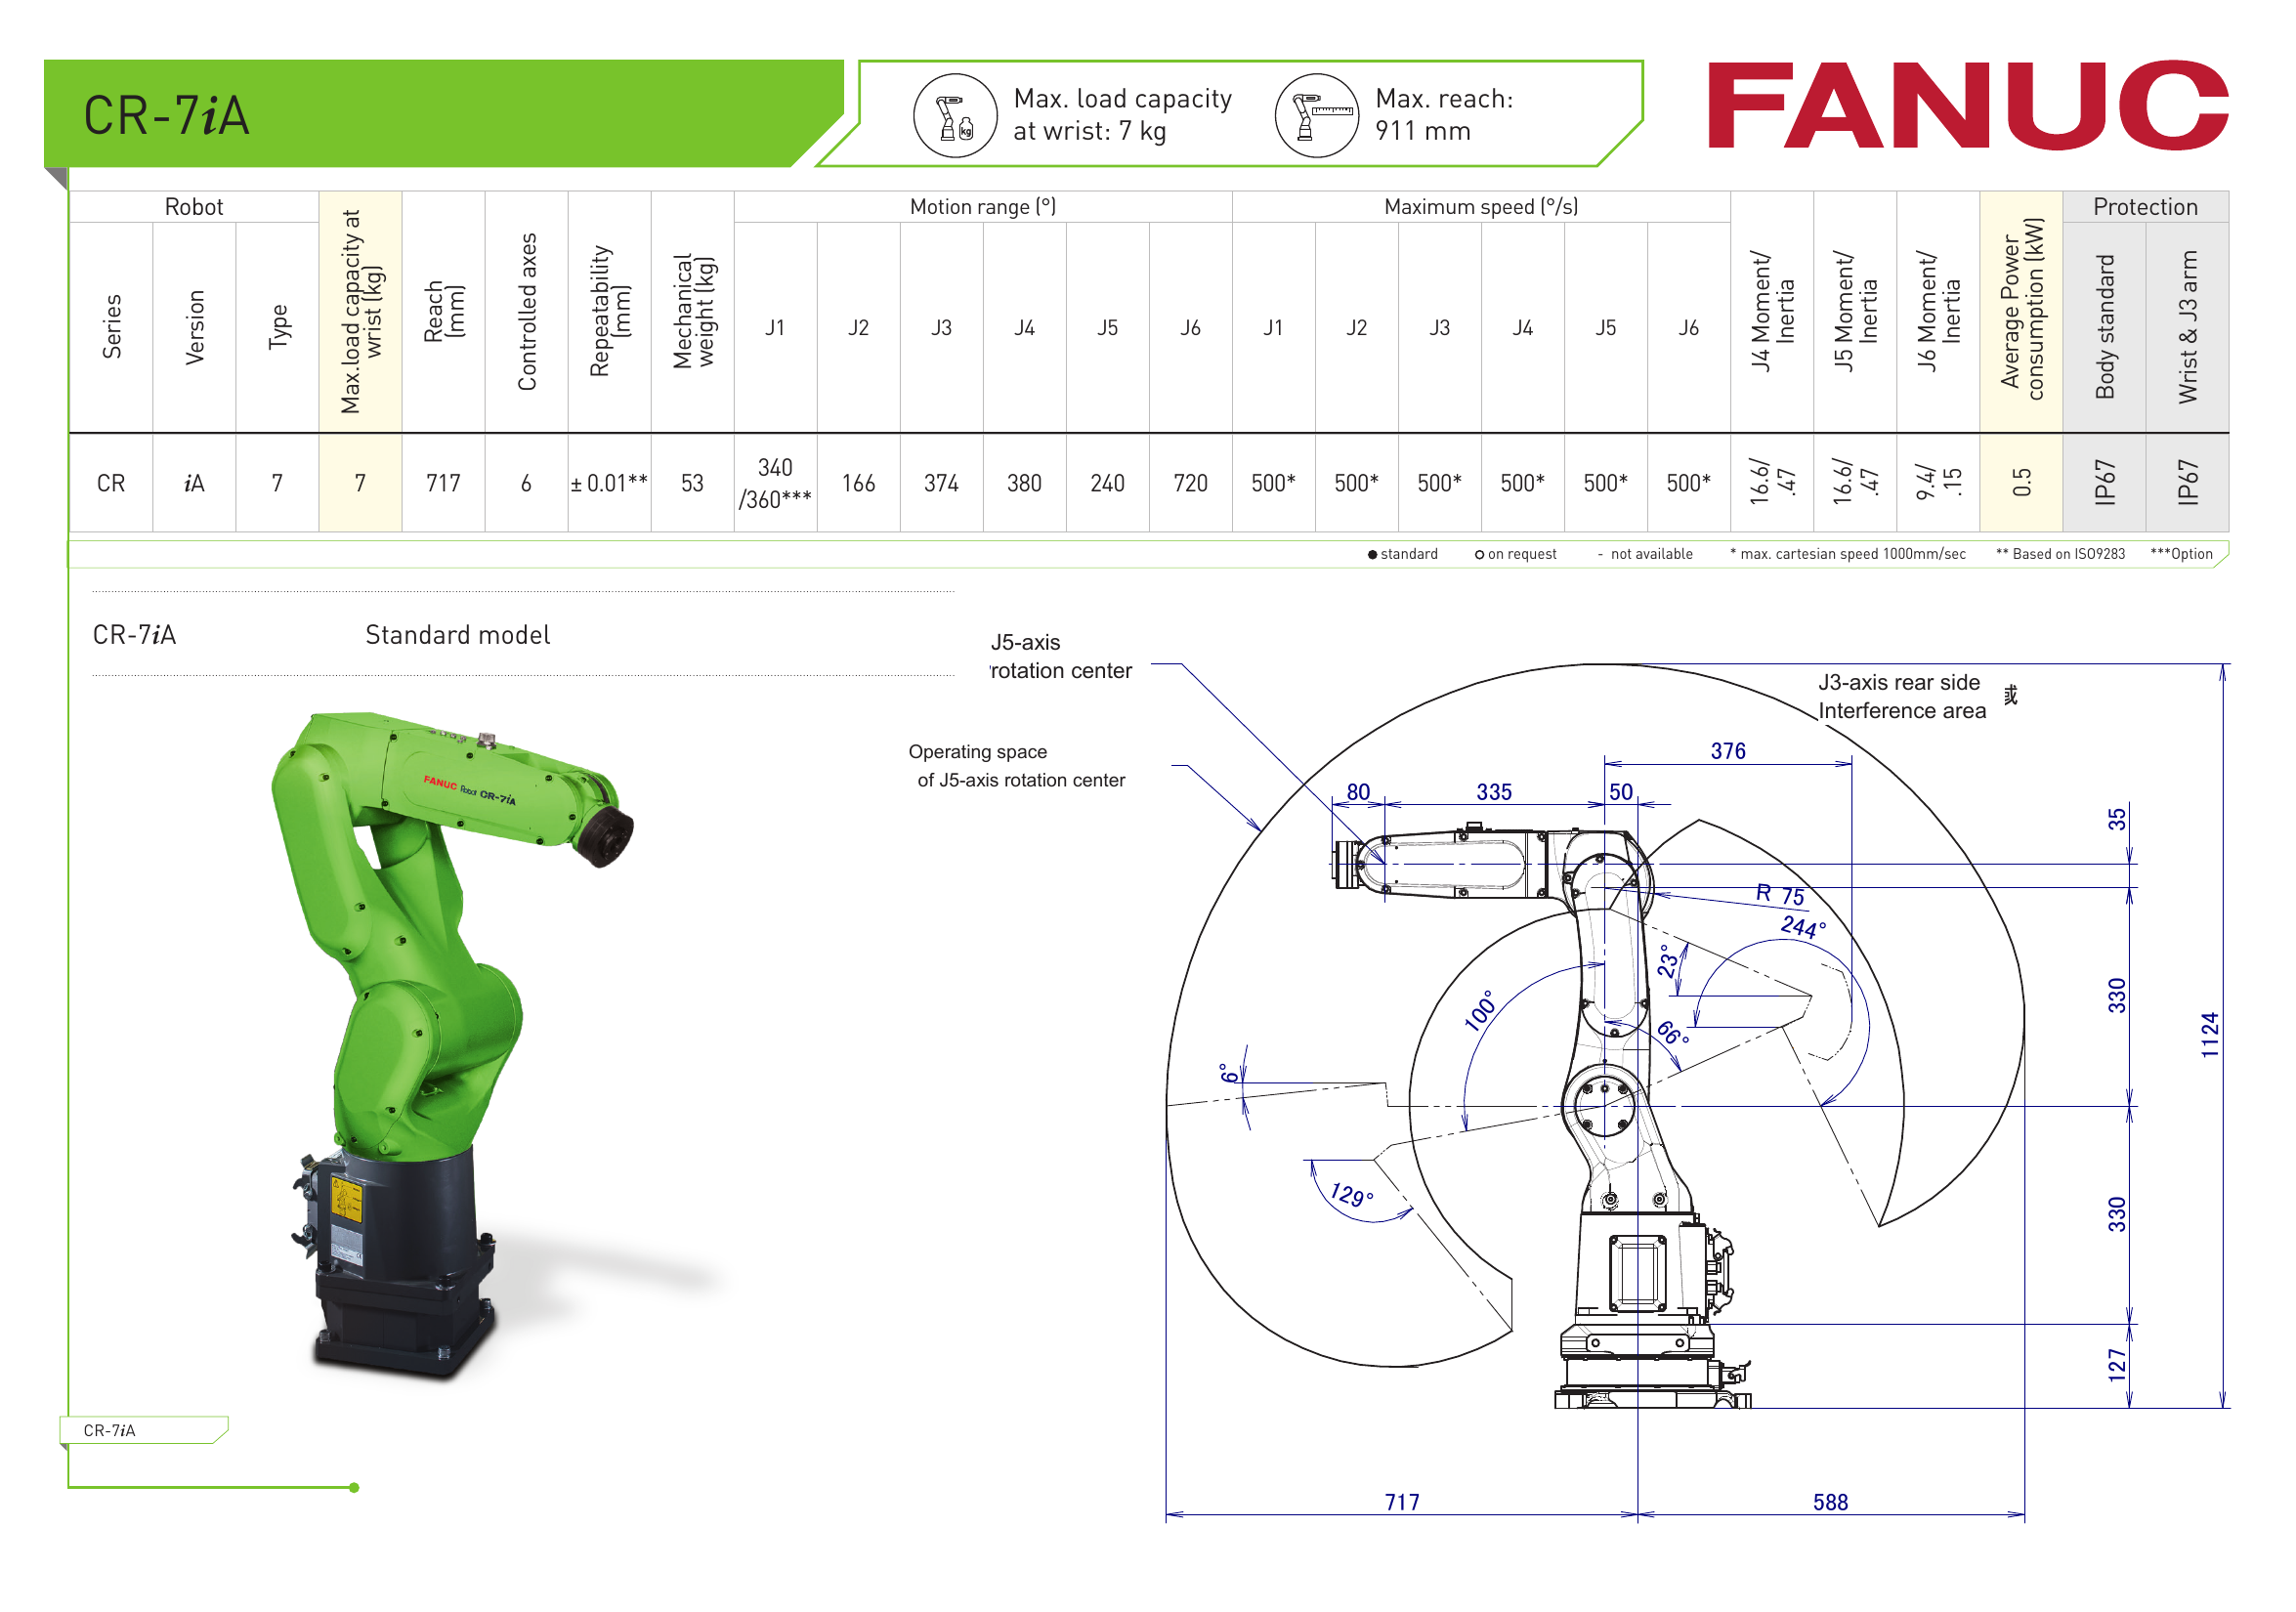 CR-7iA
Max. load capacity
at wrist: 7 kg
Max. reach:
911 mm
FANUC
kg
Robot
Series
Version
Type
Max.load capacity at
wrist (kg)
Reach
(mm)
Controlled axes
Repeatability
(mm)
Mechanical
weight (kg)
Motion range (°)
J1
J2
J3
J4
J5
J6
Maximum speed (°/s)
J1
J2
J3
J4
J5
J6
J4 Moment/
Inertia
J5 Moment/
Inertia
J6 Moment/
Inertia
Average Power
consumption (kW)
Protection
Body standard
Wrist & J3 arm
CR
iA
7
7
717
6
± 0.01**
53
340
/360***
166
374
380
240
720
500*
500*
500*
500*
500*
500*
16.6/
.47
16.6/
.47
9.4/
.15
0.5
IP67
IP67
● standard
○ on request
- not available
* max. cartesian speed 1000mm/sec
** Based on ISO9283
***Option
CR-7iA
Standard model
J5-axis
rotation center
Operating space
of J5-axis rotation center
J3-axis rear side
Interference area
376
80
335
50
35
R 75
244°
23°
330
100°
66°
1124
6°
129°
330
127
717
588
FANUC Robot CR-7iA
CR-7iA